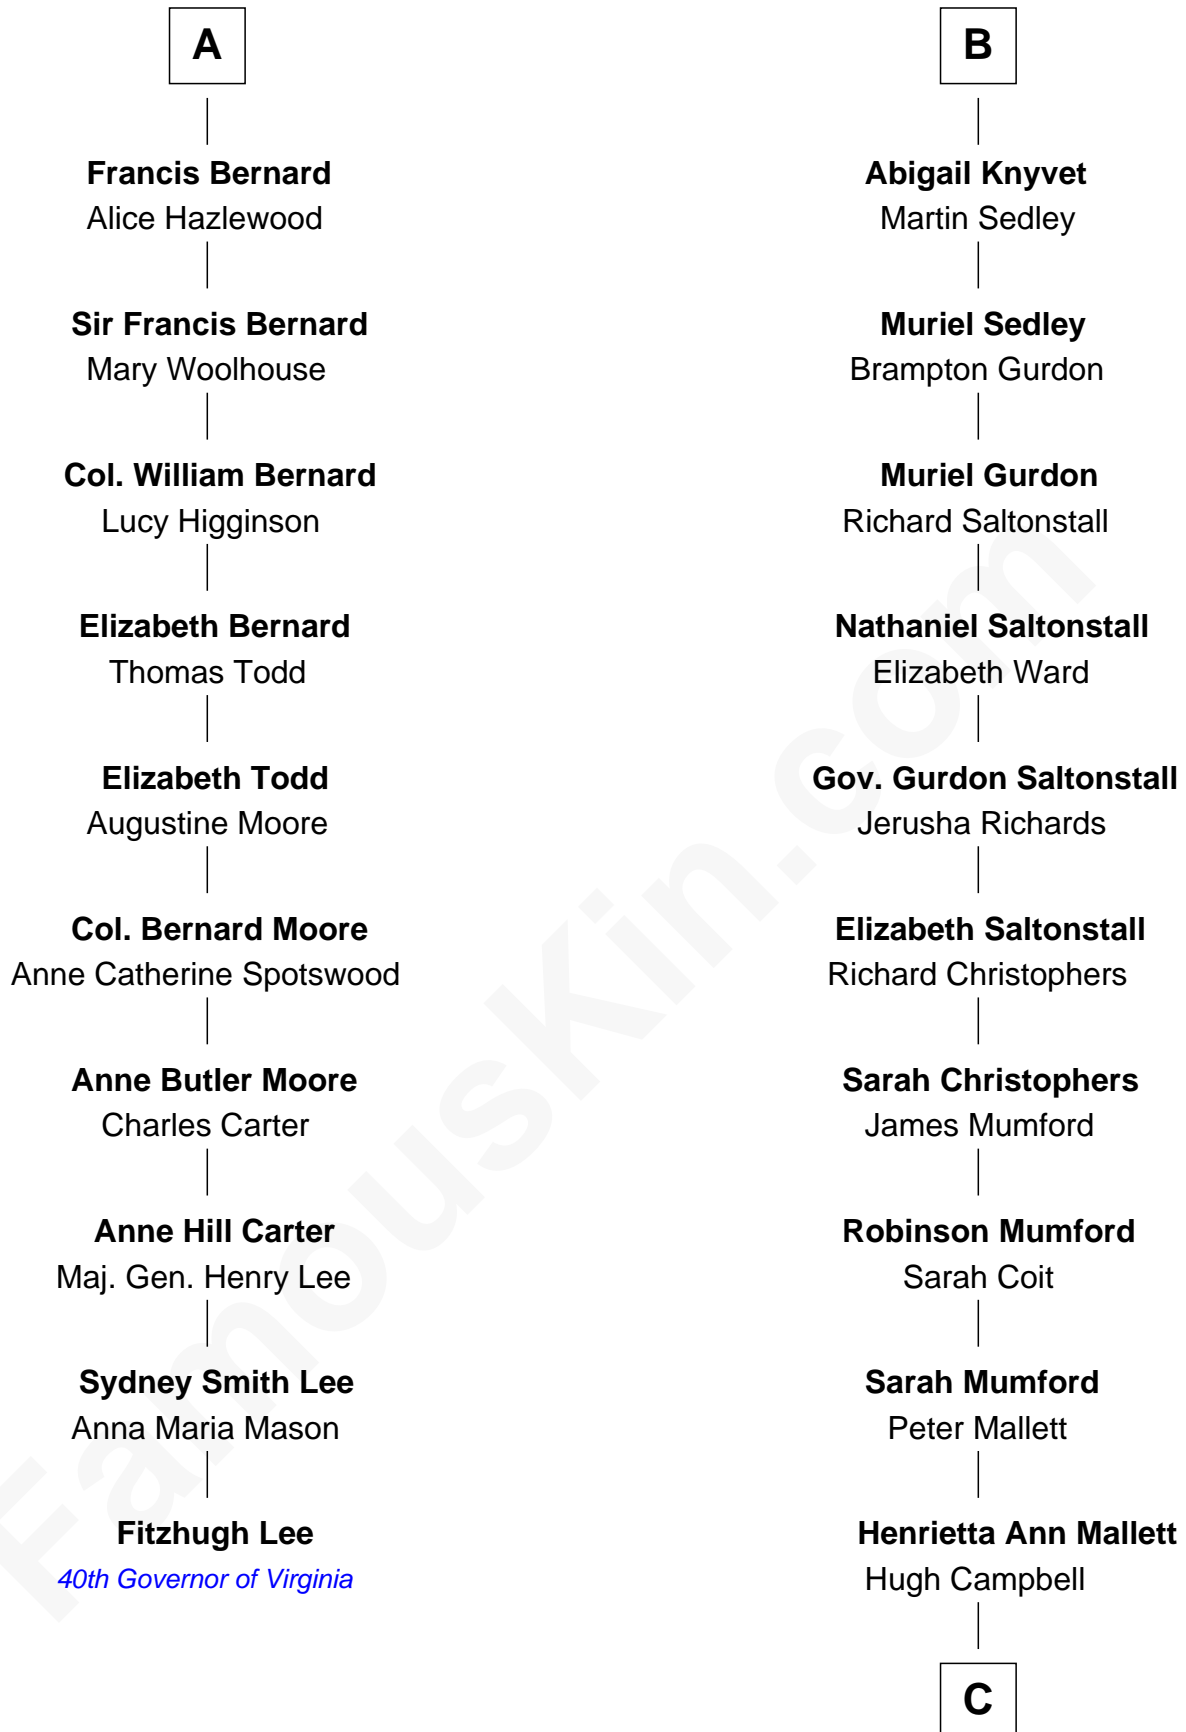 A
Francis Bernard
Alice Hazlewood
Sir Francis Bernard
Mary Woolhouse
Col. William Bernard
Lucy Higginson
Elizabeth Bernard
Thomas Todd
Elizabeth Todd
Augustine Moore
Col. Bernard Moore
Anne Catherine Spotswood
Anne Butler Moore
Charles Carter
Anne Hill Carter
Maj. Gen. Henry Lee
Sydney Smith Lee
Anna Maria Mason
Fitzhugh Lee
40th Governor of Virginia
B
Abigail Knyvet
Martin Sedley
Muriel Sedley
Brampton Gurdon
Muriel Gurdon
Richard Saltonstall
Nathaniel Saltonstall
Elizabeth Ward
Gov. Gurdon Saltonstall
Jerusha Richards
Elizabeth Saltonstall
Richard Christophers
Sarah Christophers
James Mumford
Robinson Mumford
Sarah Coit
Sarah Mumford
Peter Mallett
Henrietta Ann Mallett
Hugh Campbell
C
FamousKin.com